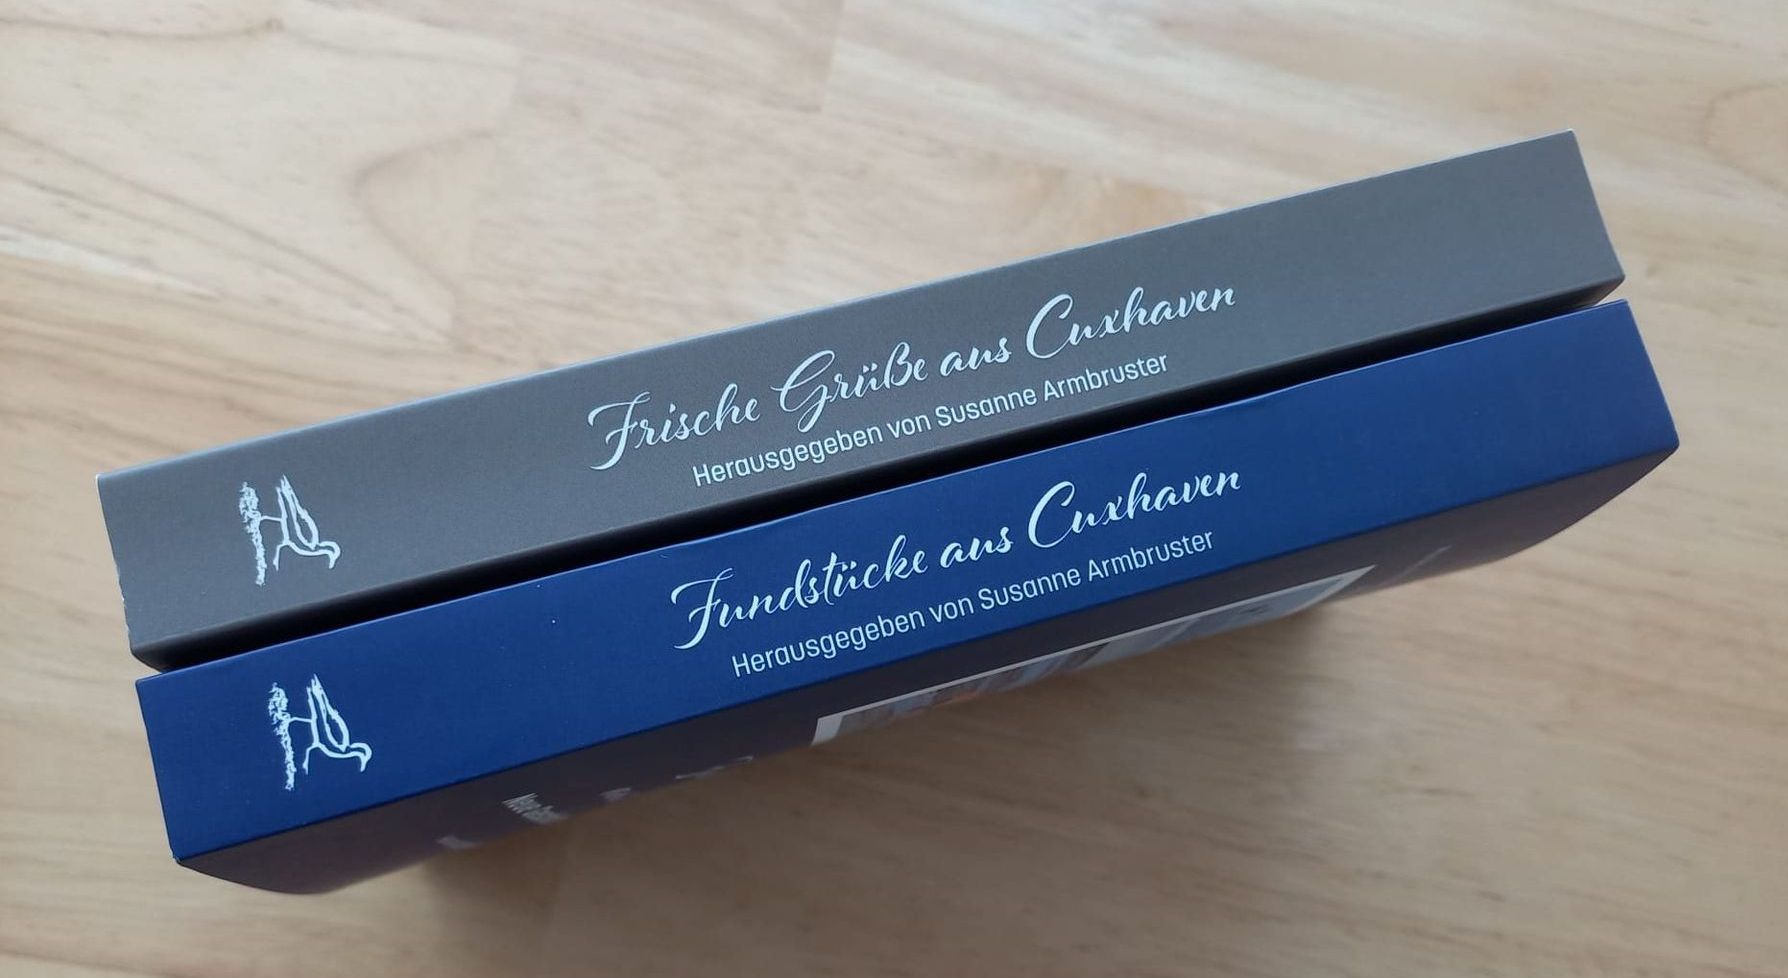 Frische Grüße aus Cuxhaven
Herausgegeben von Susanne Armbruster
Fundstücke aus Cuxhaven
Herausgegeben von Susanne Armbruster